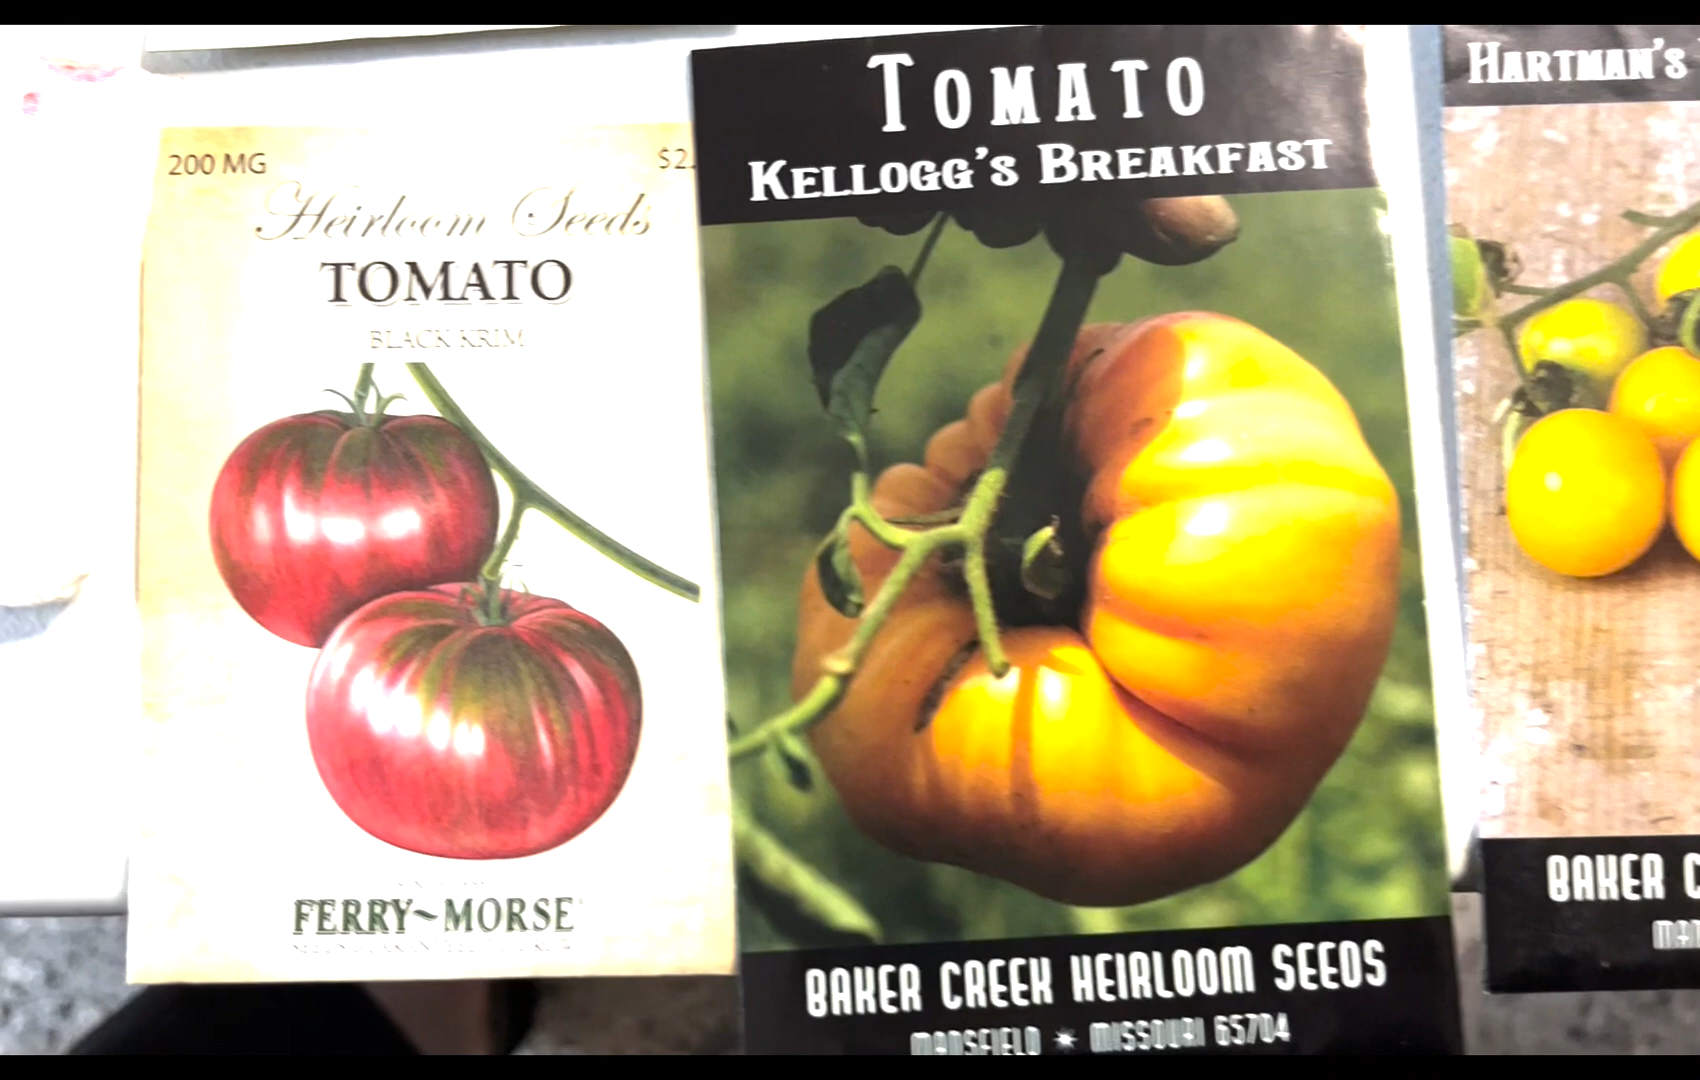 200 MG
$2.
Heirloom Seeds
TOMATO
BLACK KRIM
FERRY~MORSE
TOMATO
KELLOGG'S BREAKFAST
BAKER CREEK HEIRLOOM SEEDS
MANSFIELD * MISSOURI 65704
HARTMAN'S
BAKER